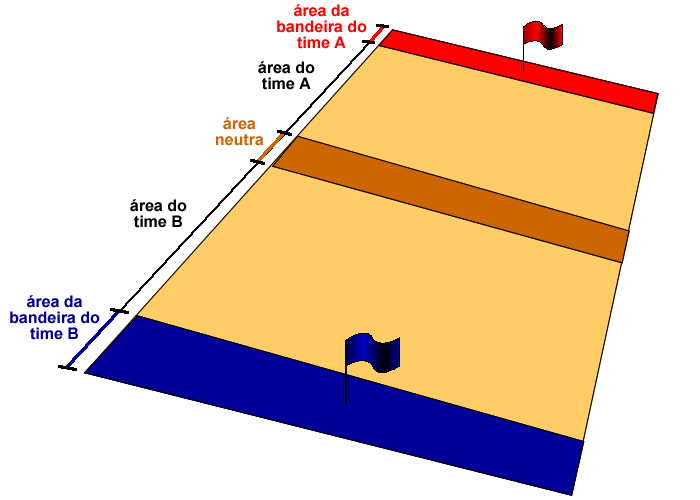 área da
bandeira do
time A
área do
time A
área
neutra
área do
time B
área da
bandeira do
time B